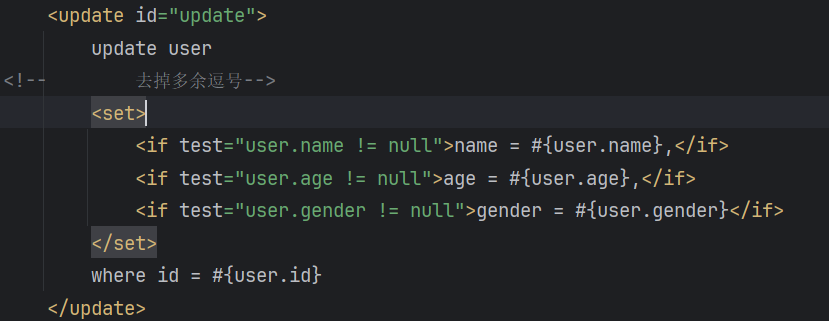 <update id="update">
update user
<!-- 去掉多余逗号-->
<set>
<if test="user.name != null">name = #{user.name},</if>
<if test="user.age != null">age = #{user.age},</if>
<if test="user.gender != null">gender = #{user.gender}</if>
</set>
where id = #{user.id}
</update>